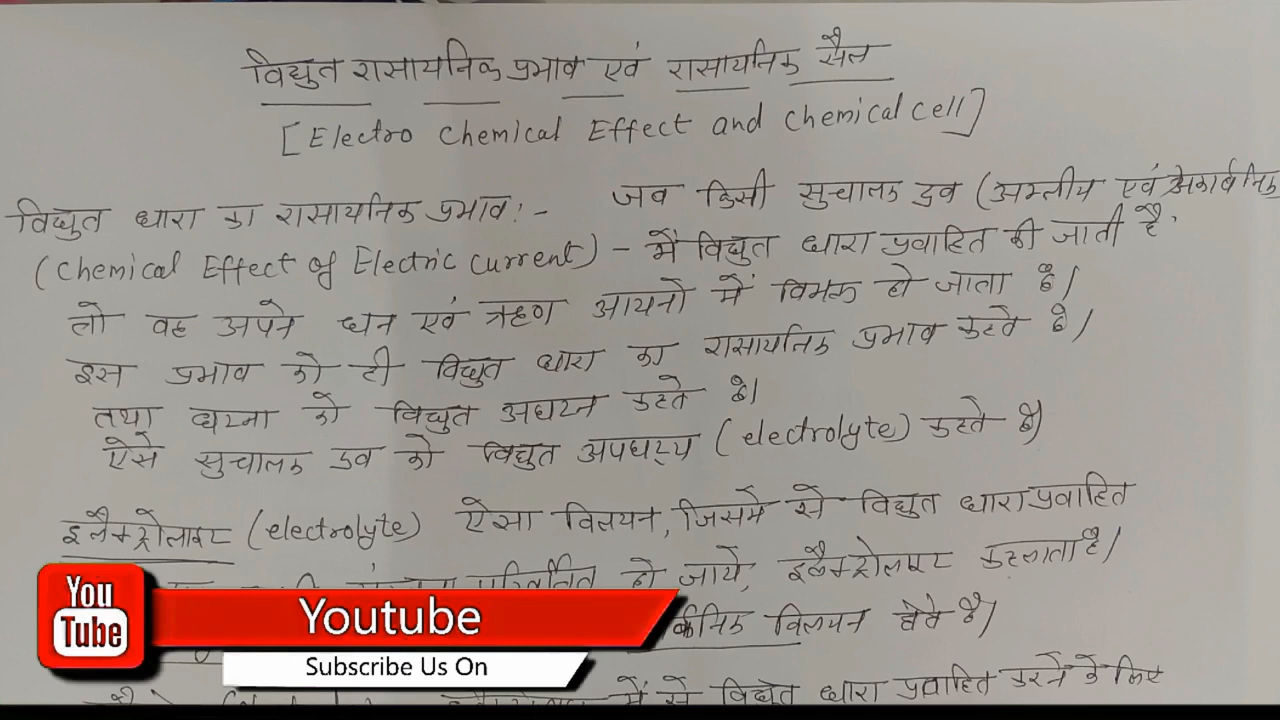 विद्युत रासायनिक प्रभाव एवं रासायनिक सैल
[Electro Chemical Effect and Chemical Cell]
विद्युत धारा का रासायनिक प्रभाव:- जब किसी सुचालक द्रव (अम्लीय एवं अकार्बनिक
(Chemical Effect of Electric Current) - में विद्युत धारा प्रवाहित की जाती है,
तो वह अपने धन एवं ऋण आयनो में विभक्त हो जाता है।
इस प्रभाव को ही विद्युत धारा का रासायनिक प्रभाव कहते है।
तथा घटना को विद्युत अघटन कहते है।
ऐसे सुचालक द्रव को विद्युत अपघट्य (electrolyte) कहते है।
इलैक्ट्रोलाइट (electrolyte) ऐसा विलयन, जिसमे से विद्युत धारा प्रवाहित
परिवर्तित हो जाये, इलैक्ट्रोलाइट कहलाता है।
विलयन होते है।
में से विद्युत धारा प्रवाहित करने के लिए
You
Tube
Youtube
Subscribe Us On